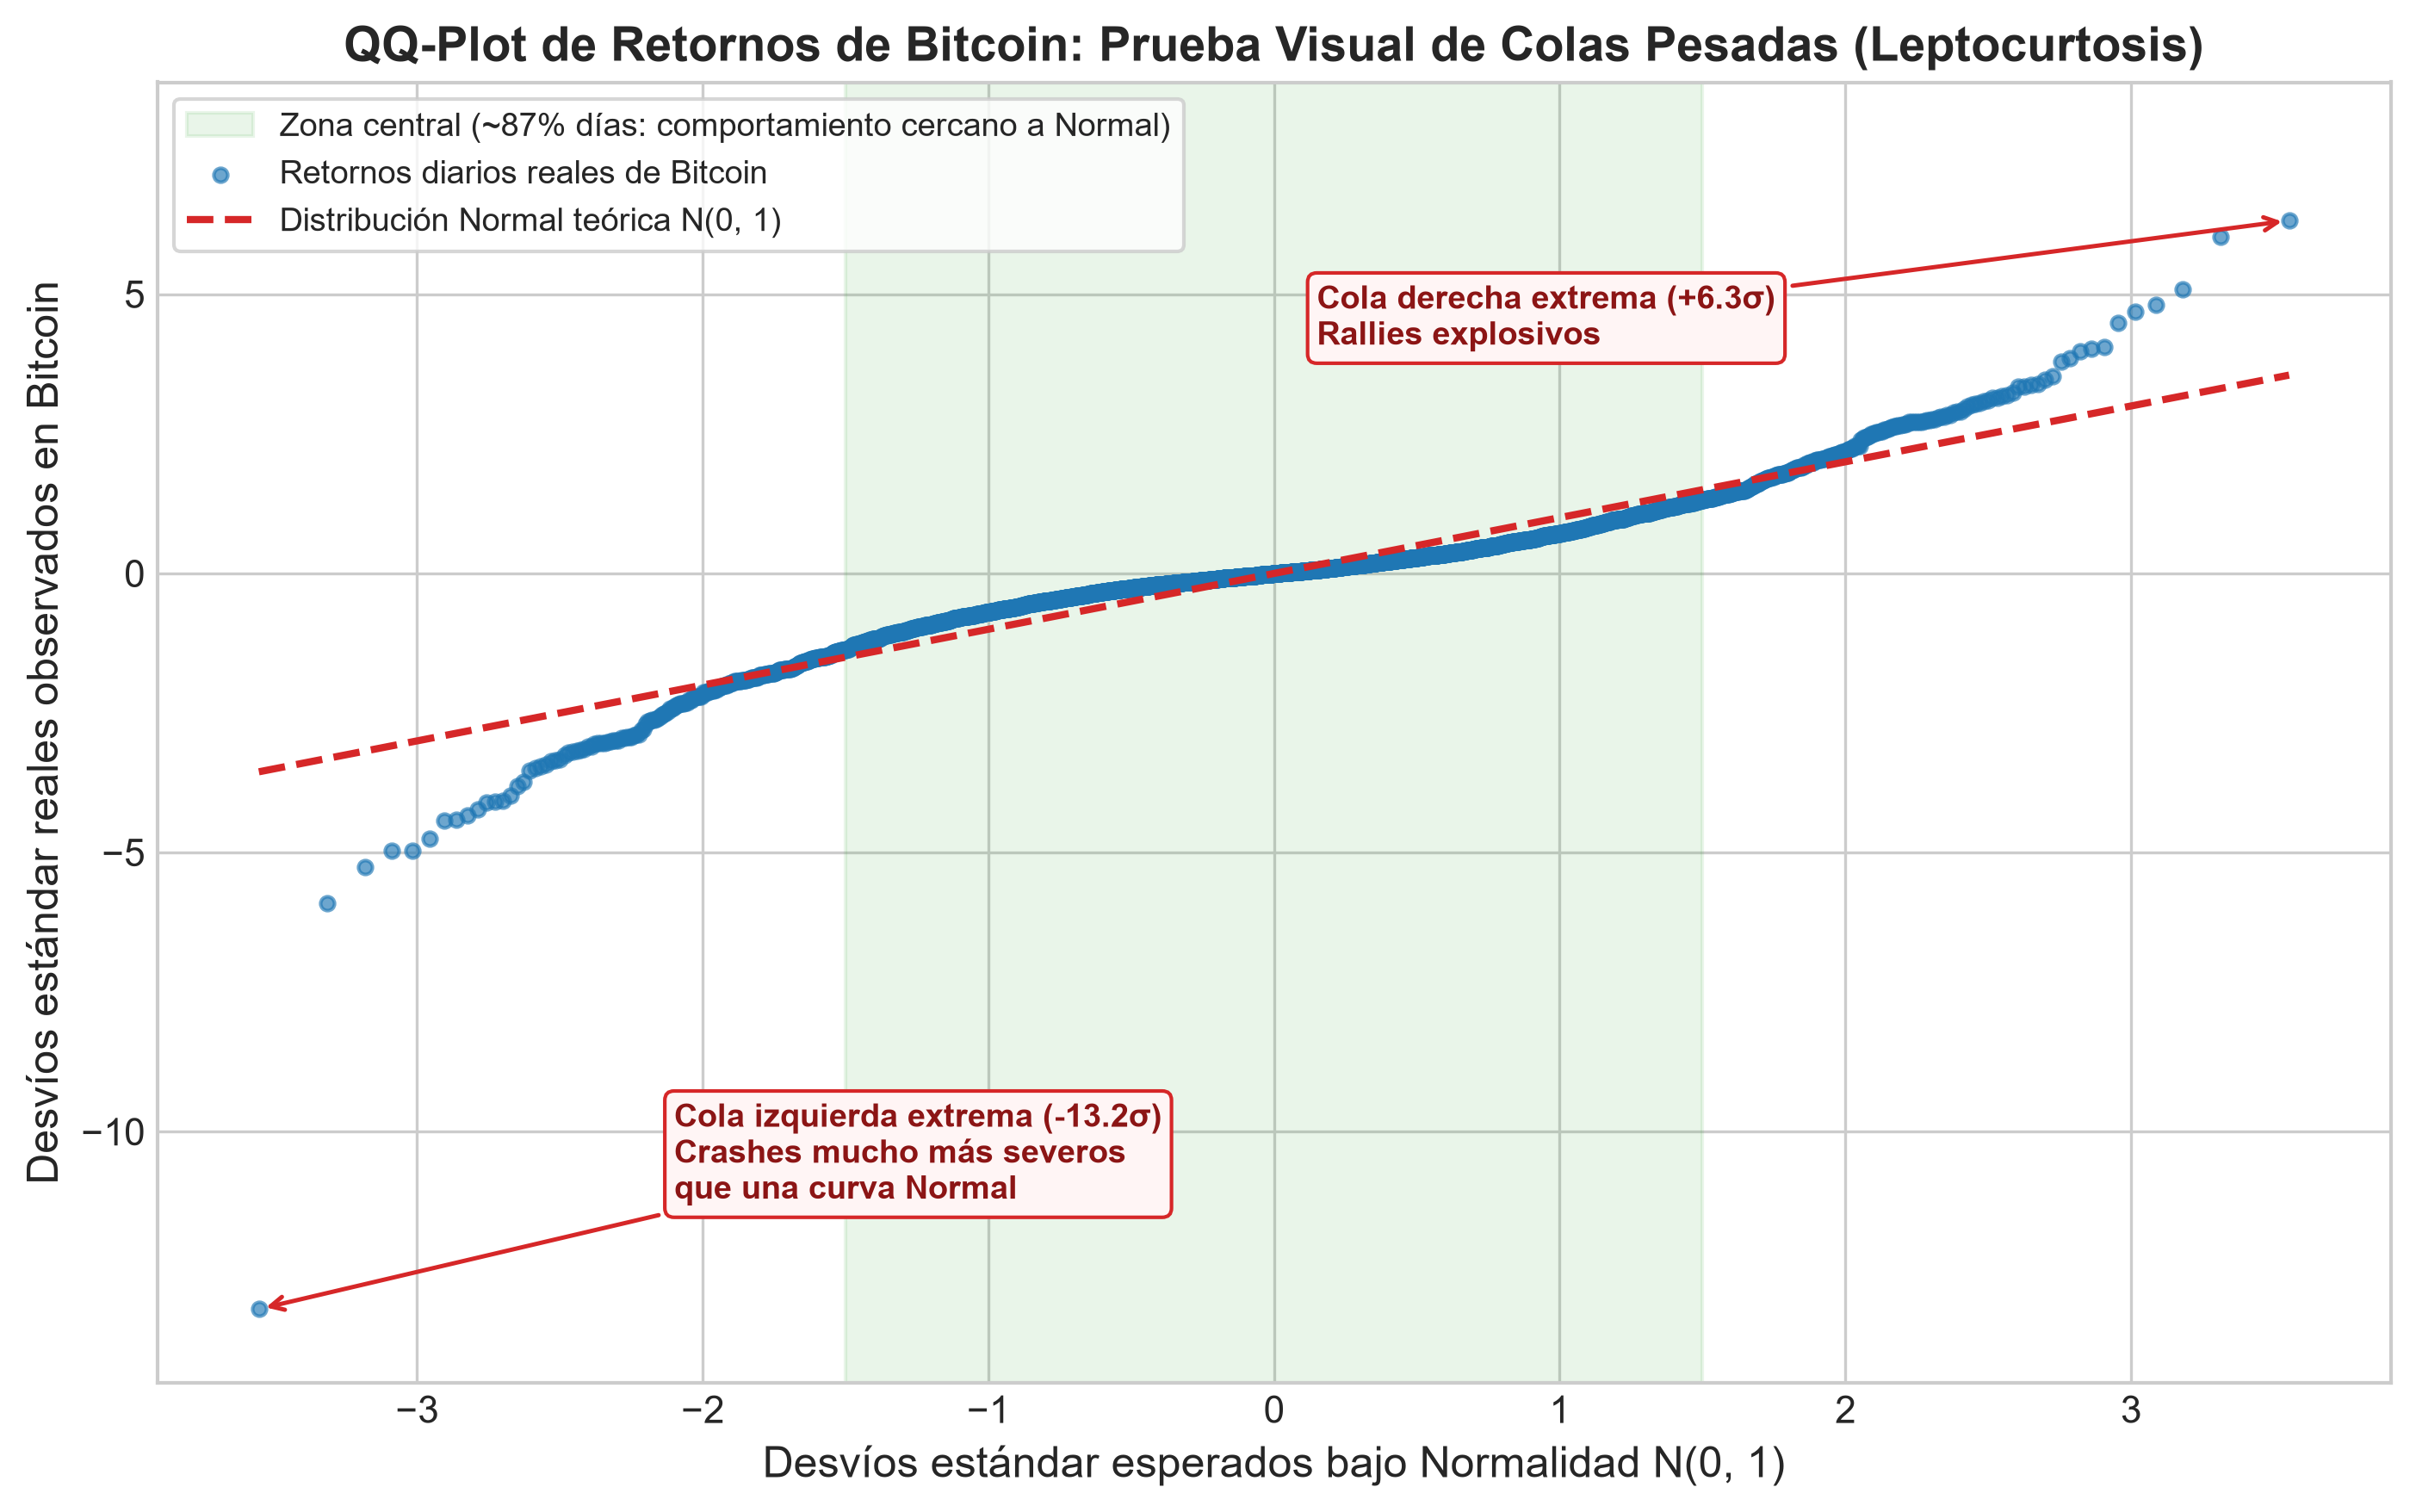 QQ-Plot de Retornos de Bitcoin: Prueba Visual de Colas Pesadas (Leptocurtosis)
Zona central (~87% días: comportamiento cercano a Normal)
Retornos diarios reales de Bitcoin
Distribución Normal teórica N(0, 1)
Cola derecha extrema (+6.3σ)
Rallies explosivos
Cola izquierda extrema (-13.2σ)
Crashes mucho más severos
que una curva Normal
Desvíos estándar reales observados en Bitcoin
5
0
−5
−10
−3
−2
−1
0
1
2
3
Desvíos estándar esperados bajo Normalidad N(0, 1)